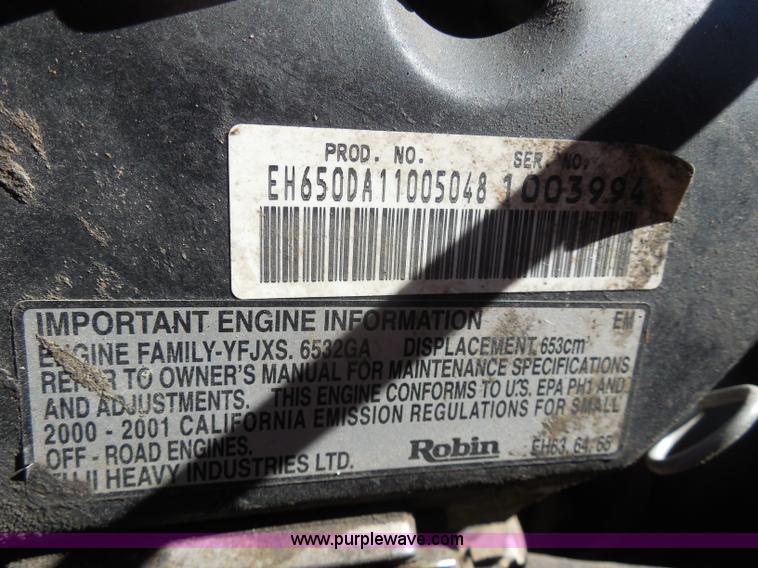 PROD. NO. SER. NO.
EH650DA11005048 1003994
IMPORTANT ENGINE INFORMATION EM
ENGINE FAMILY-YFJXS. 6532GA DISPLACEMENT 653cm³
REFER TO OWNER'S MANUAL FOR MAINTENANCE SPECIFICATIONS
AND ADJUSTMENTS. THIS ENGINE CONFORMS TO U.S. EPA PH1 AND
2000 - 2001 CALIFORNIA EMISSION REGULATIONS FOR SMALL
OFF - ROAD ENGINES.
FUJI HEAVY INDUSTRIES LTD. Robin EH63, 64, 65
www.purplewave.com